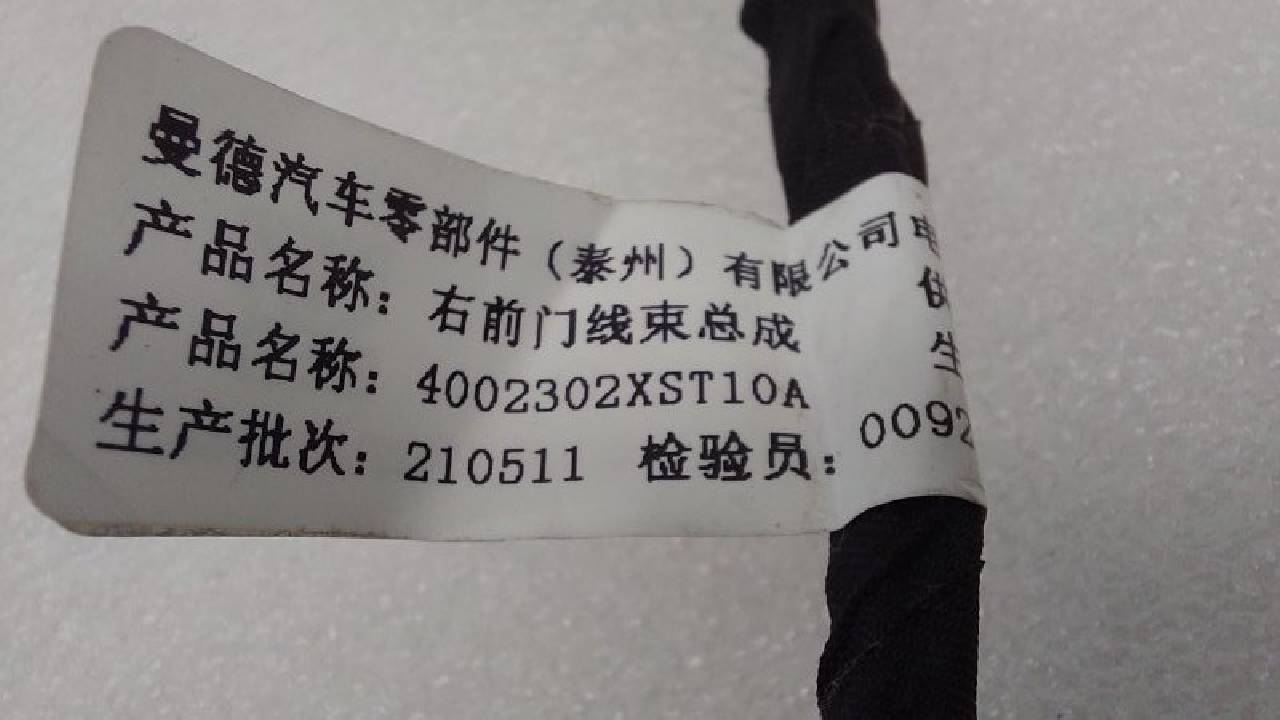 曼德汽车零部件（泰州）有限公司
产品名称：右前门线束总成
产品名称：4002302XST10A
生产批次：210511 检验员：0092
供
生